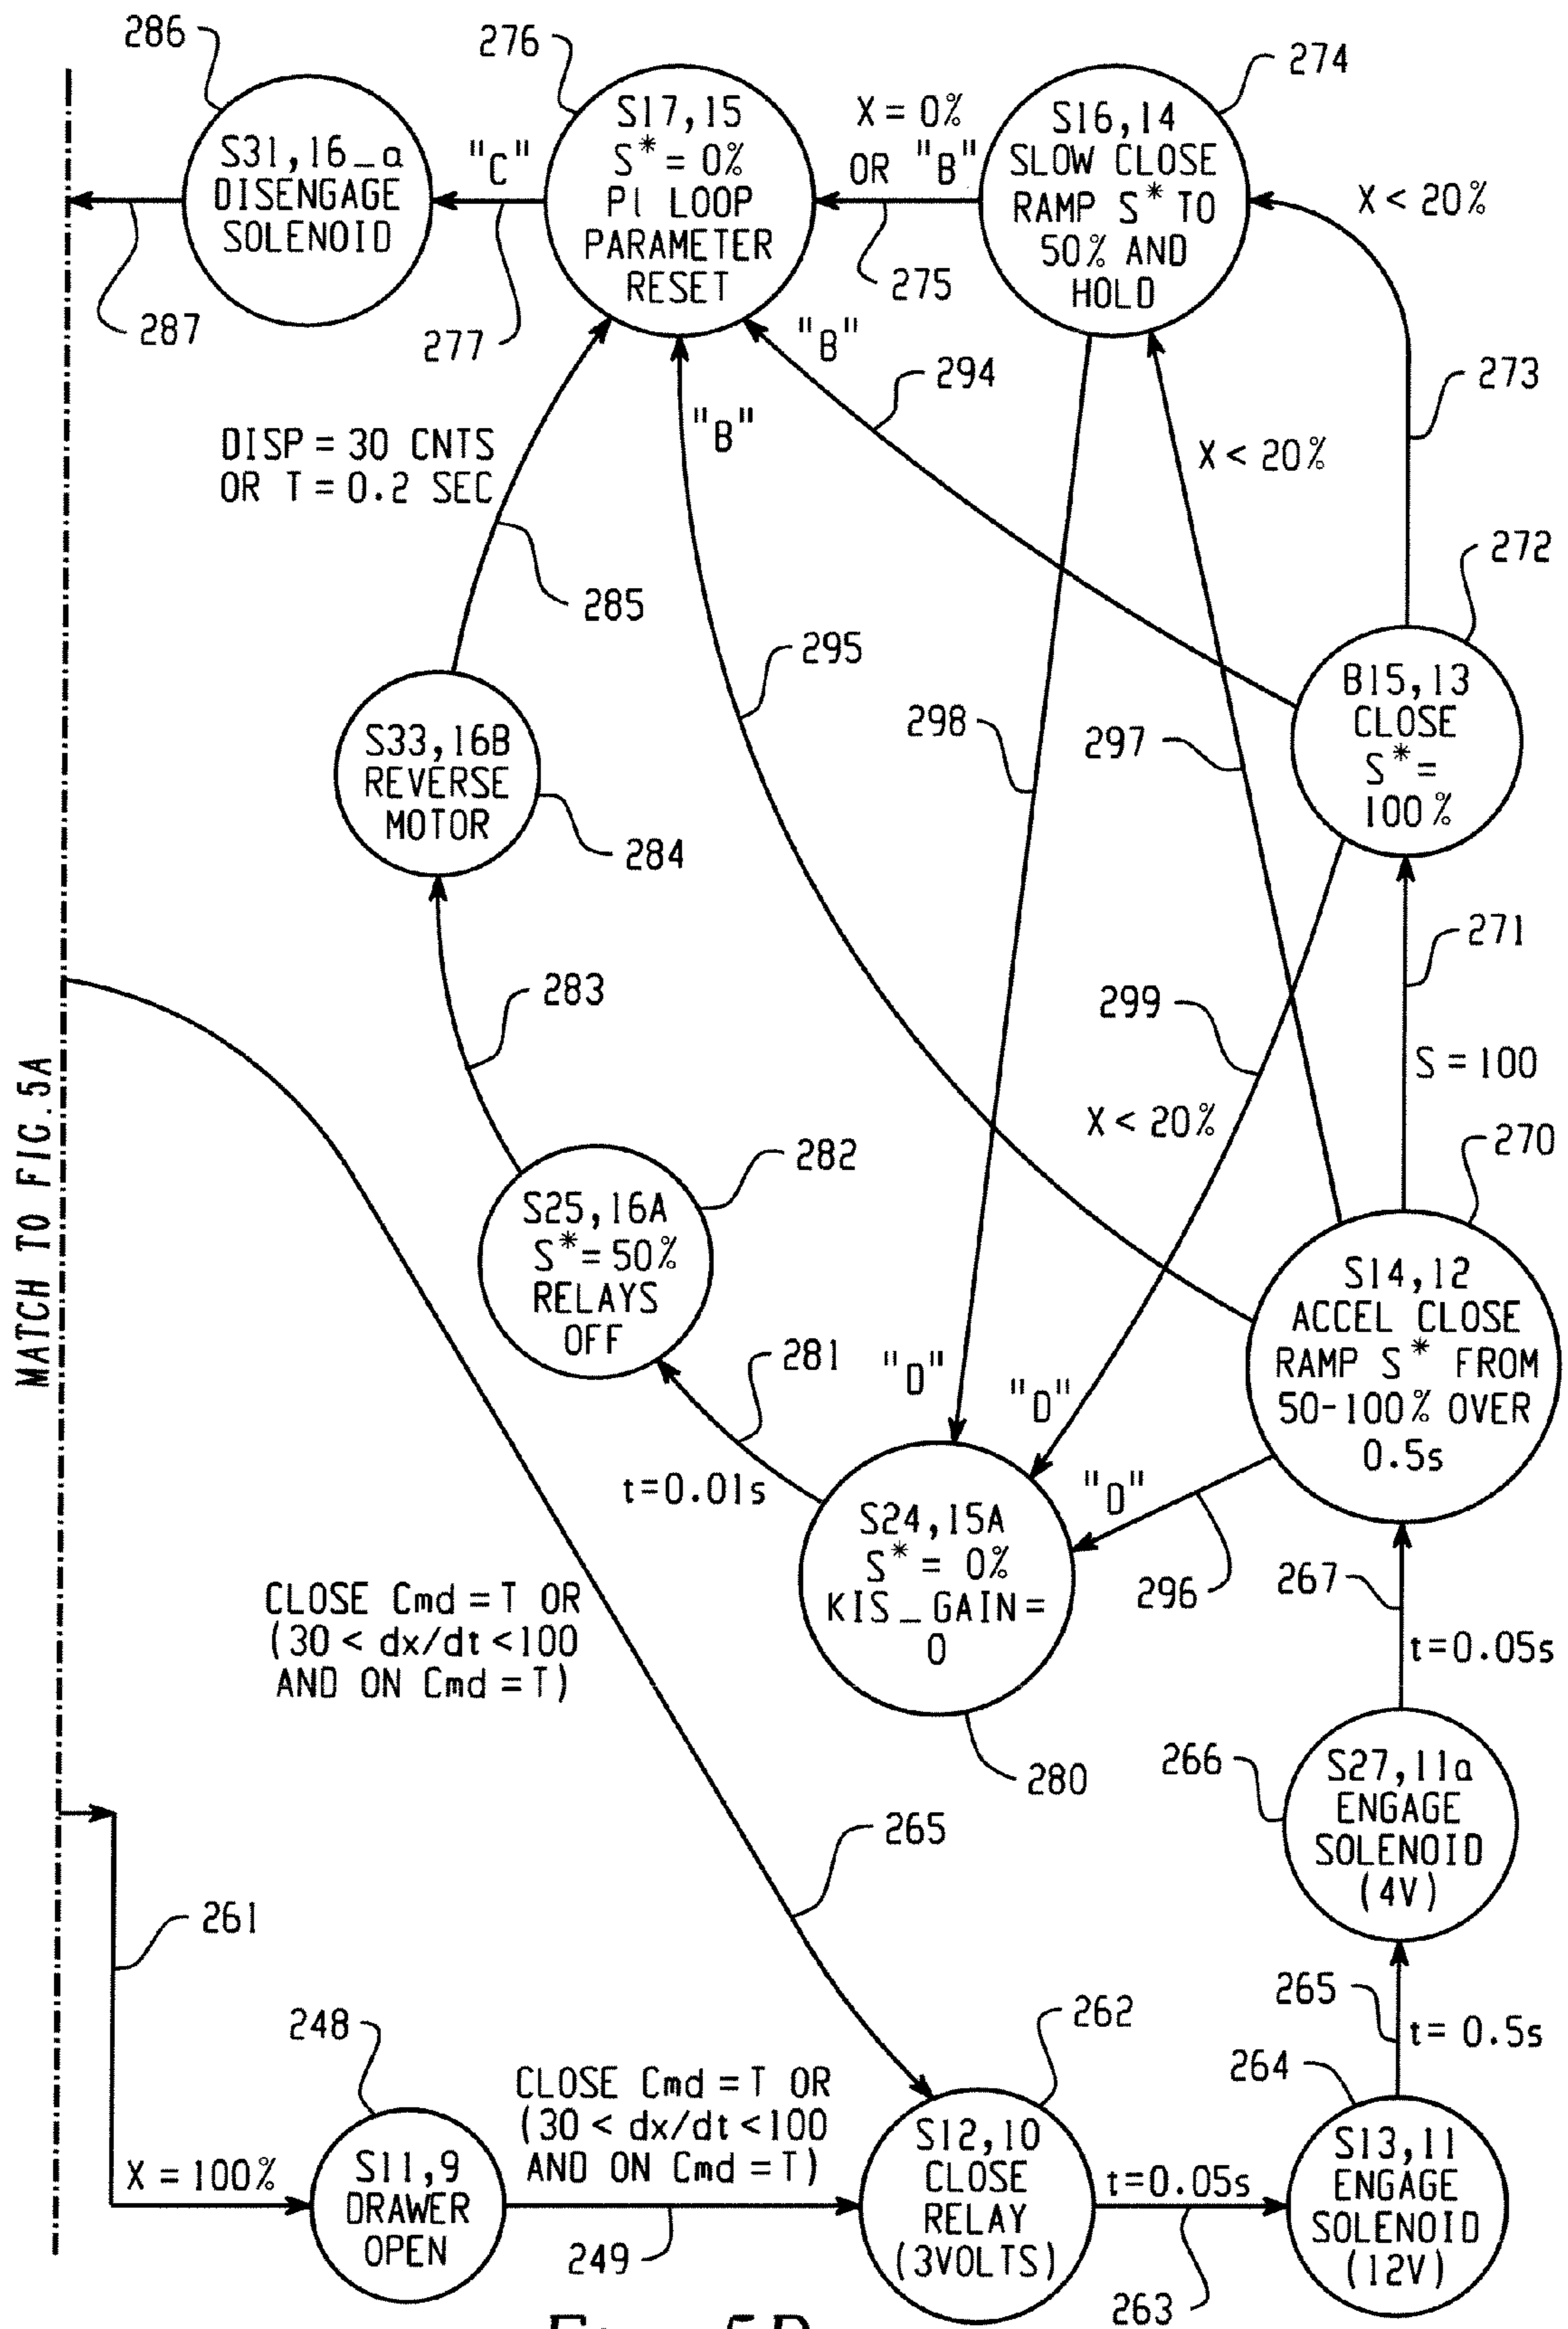 286
276
274
S31,16_a
DISENGAGE
SOLENOID
"C"
S17,15
S* = 0%
PI LOOP
PARAMETER
RESET
X = 0%
OR "B"
S16,14
SLOW CLOSE
RAMP S* TO
50% AND
HOLD
X < 20%
287
277
275
"B"
294
273
"B"
DISP = 30 CNTS
OR T = 0.2 SEC
X < 20%
272
285
295
B15,13
CLOSE
S* =
100%
298
297
S33,16B
REVERSE
MOTOR
284
271
283
299
S = 100
MATCH TO FIG.5A
X < 20%
270
282
S25,16A
S* = 50%
RELAYS
OFF
S14,12
ACCEL CLOSE
RAMP S* FROM
50-100% OVER
0.5s
281
"D"
"D"
"D"
t=0.01s
S24,15A
S* = 0%
KIS_GAIN =
0
296
267
CLOSE Cmd = T OR
(30 < dx/dt <100
AND ON Cmd = T)
t=0.05s
280
266
S27,11a
ENGAGE
SOLENOID
(4V)
265
261
265
t= 0.5s
248
262
264
CLOSE Cmd = T OR
(30 < dx/dt <100
AND ON Cmd = T)
X = 100%
S11,9
DRAWER
OPEN
S12,10
CLOSE
RELAY
(3VOLTS)
t=0.05s
S13,11
ENGAGE
SOLENOID
(12V)
249
263